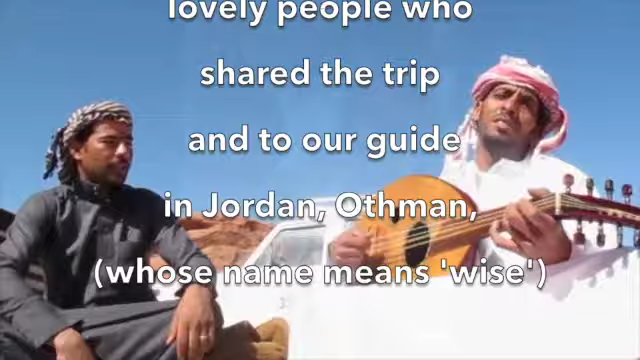 lovely people who
shared the trip
and to our guide
in Jordan, Othman,
(whose name means 'wise')